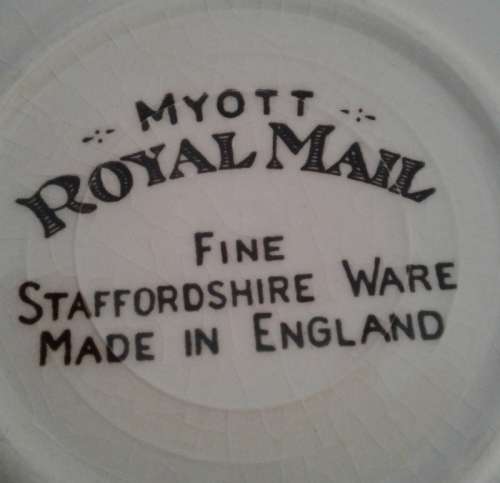 MYOTT
ROYAL MAIL
FINE
STAFFORDSHIRE WARE
MADE IN ENGLAND